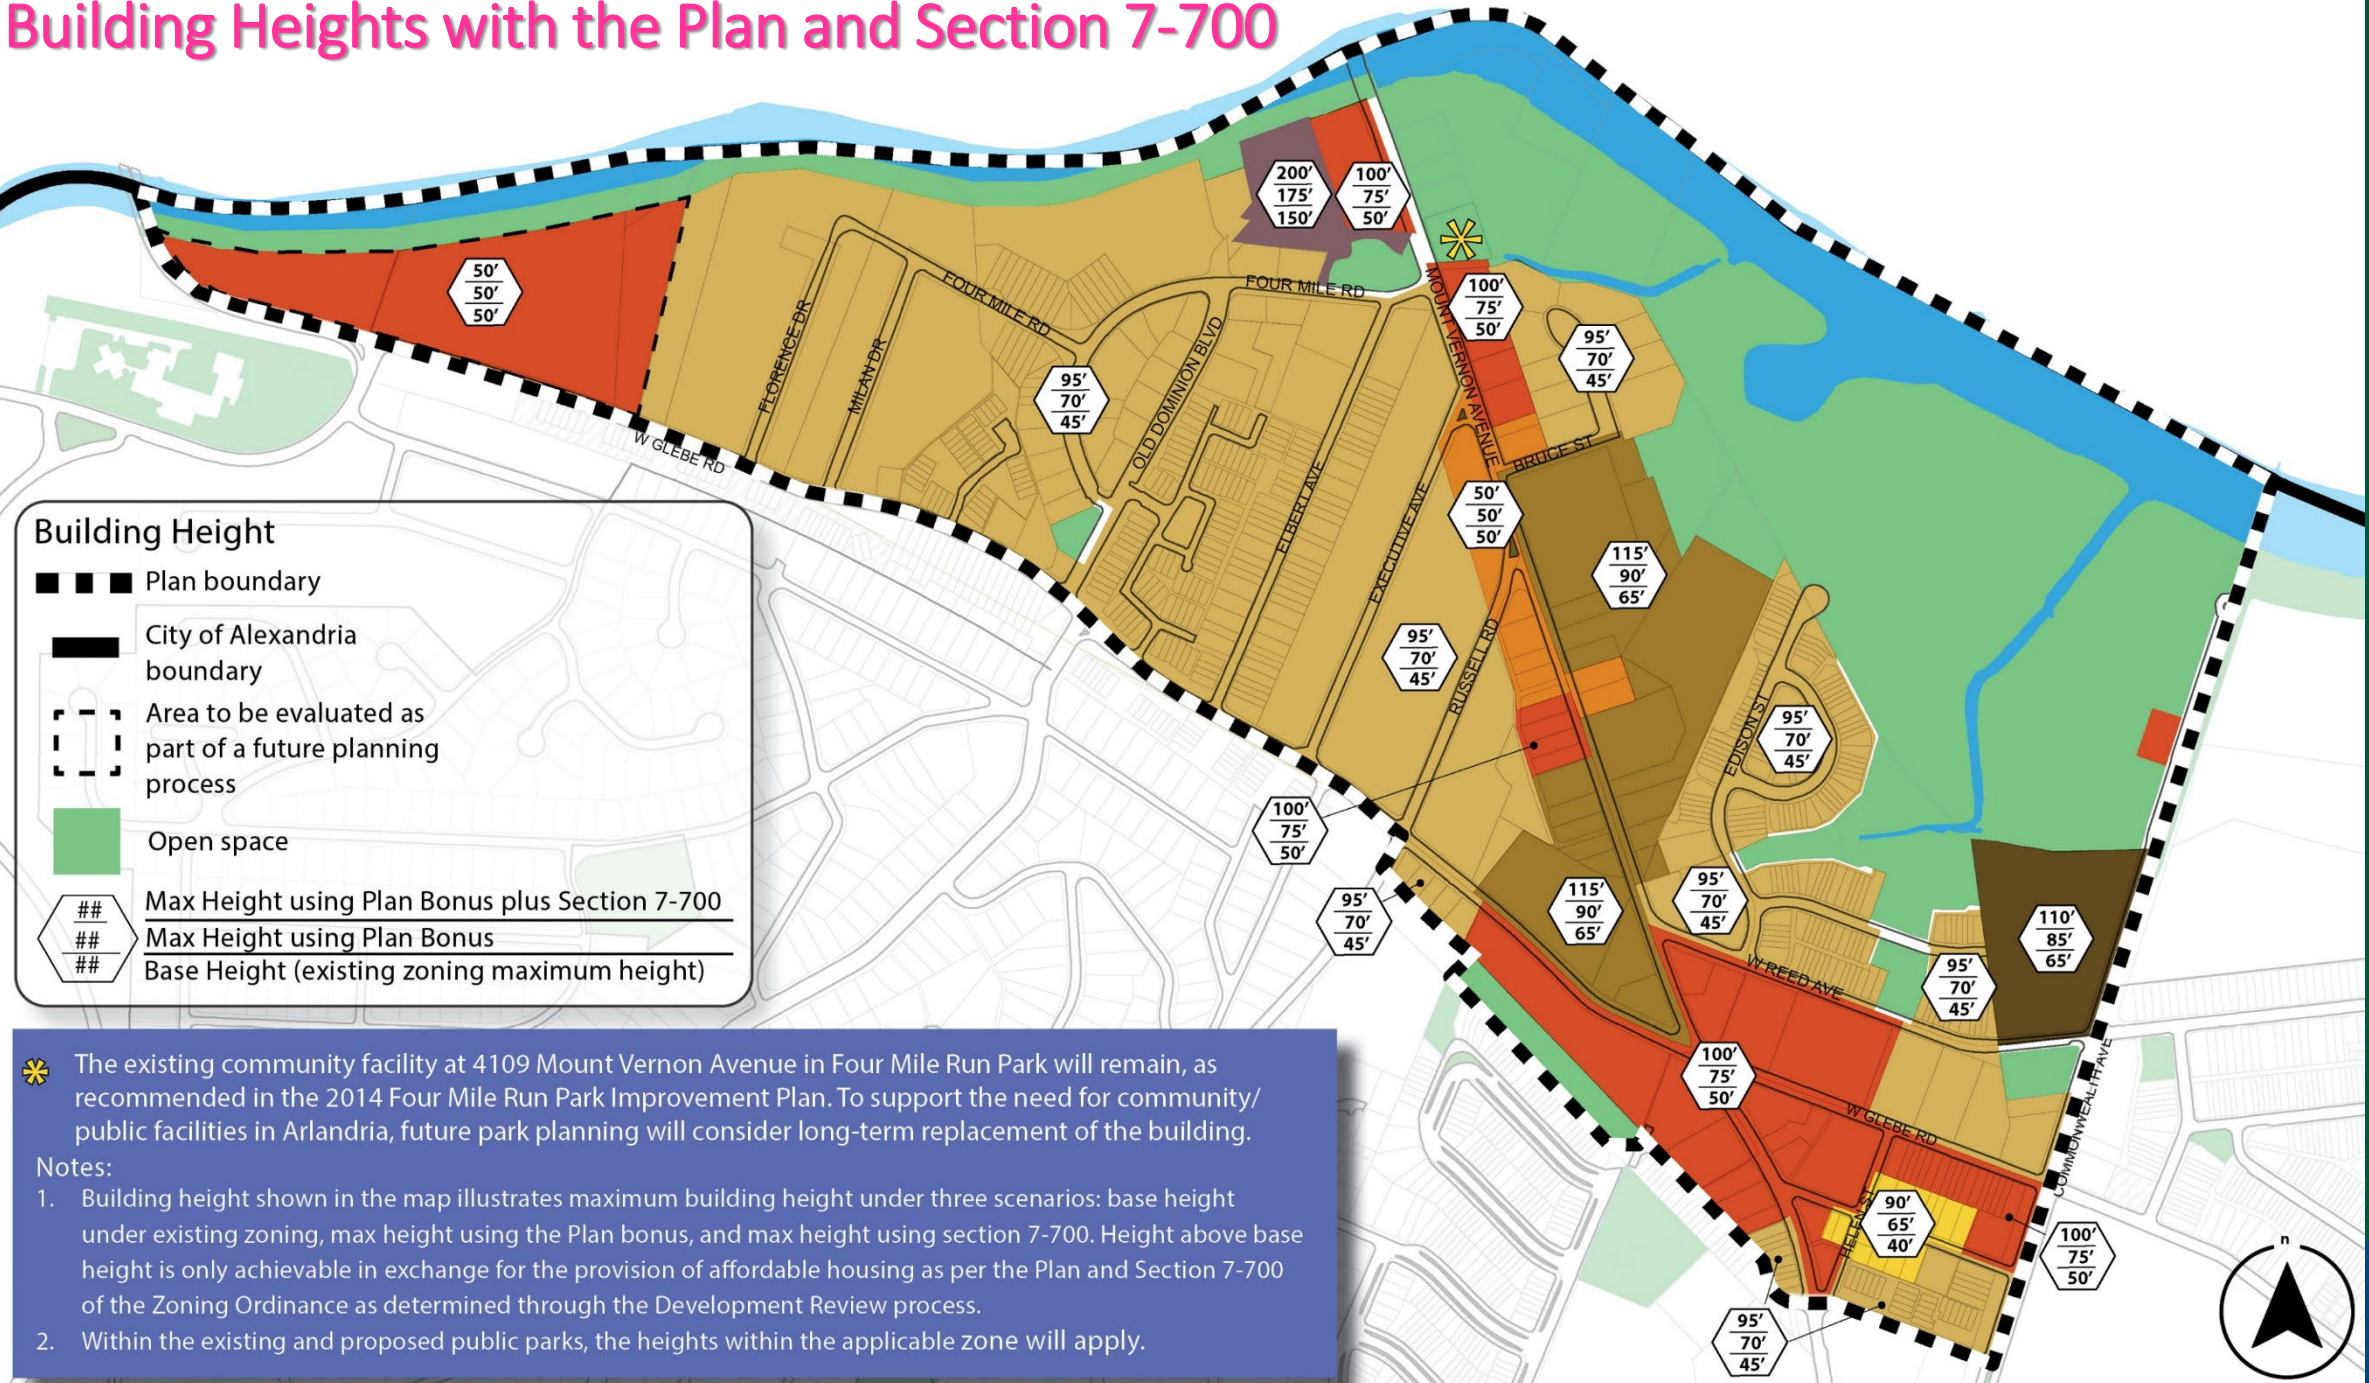 Building Heights with the Plan and Section 7-700
200'
175'
150'
100'
75'
50'
50'
50'
50'
FOUR MILE RD
FOUR MILE RD
MOUNT VERNON AVENUE
100'
75'
50'
95'
70'
45'
FLORENCE DR
MILAN DR
95'
70'
45'
OLD DOMINION BLVD
W GLEBE RD
ELBERT AVE
EXECUTIVE AVE
BRUCE ST
50'
50'
50'
115'
90'
65'
95'
70'
45'
RUSSELL RD
EDISON ST
95'
70'
45'
100'
75'
50'
95'
70'
45'
115'
90'
65'
95'
70'
45'
W REED AVE
95'
70'
45'
110'
85'
65'
100'
75'
50'
W GLEBE RD
COMMONWEALTH AVE
HELEN ST
90'
65'
40'
100'
75'
50'
95'
70'
45'
n
Building Height
Plan boundary
City of Alexandria
boundary
Area to be evaluated as
part of a future planning
process
Open space
##
Max Height using Plan Bonus plus Section 7-700
##
Max Height using Plan Bonus
##
Base Height (existing zoning maximum height)
The existing community facility at 4109 Mount Vernon Avenue in Four Mile Run Park will remain, as
recommended in the 2014 Four Mile Run Park Improvement Plan. To support the need for community/
public facilities in Arlandria, future park planning will consider long-term replacement of the building.
Notes:
1. Building height shown in the map illustrates maximum building height under three scenarios: base height
under existing zoning, max height using the Plan bonus, and max height using section 7-700. Height above base
height is only achievable in exchange for the provision of affordable housing as per the Plan and Section 7-700
of the Zoning Ordinance as determined through the Development Review process.
2. Within the existing and proposed public parks, the heights within the applicable zone will apply.